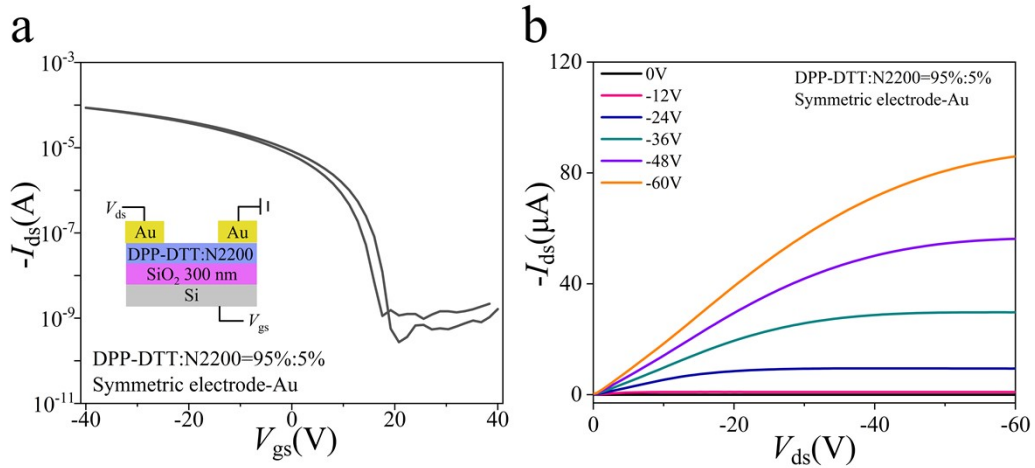 a
10⁻³
10⁻⁵
10⁻⁷
10⁻⁹
10⁻¹¹
-I_ds(A)
V_ds
Au
Au
DPP-DTT:N2200
SiO₂ 300 nm
Si
V_gs
DPP-DTT:N2200=95%:5%
Symmetric electrode-Au
-40
-20
0
20
40
V_gs(V)
b
120
80
40
0
-I_ds(μA)
0V
-12V
-24V
-36V
-48V
-60V
DPP-DTT:N2200=95%:5%
Symmetric electrode-Au
0
-20
-40
-60
V_ds(V)